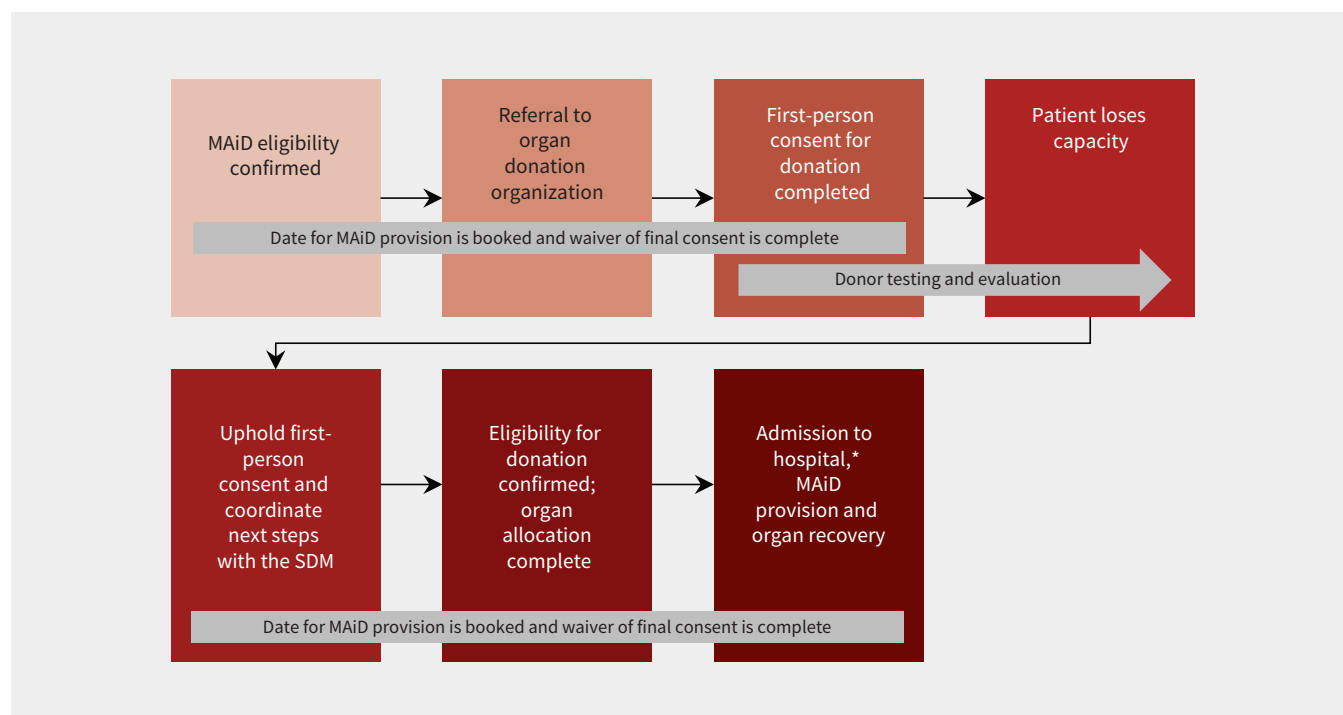 MAiD eligibility
confirmed
Referral to
organ
donation
organization
First-person
consent for
donation
completed
Patient loses
capacity
Date for MAiD provision is booked and waiver of final consent is complete
Donor testing and evaluation
Uphold first-
person
consent and
coordinate
next steps
with the SDM
Eligibility for
donation
confirmed;
organ
allocation
complete
Admission to
hospital,*
MAiD
provision and
organ recovery
Date for MAiD provision is booked and waiver of final consent is complete